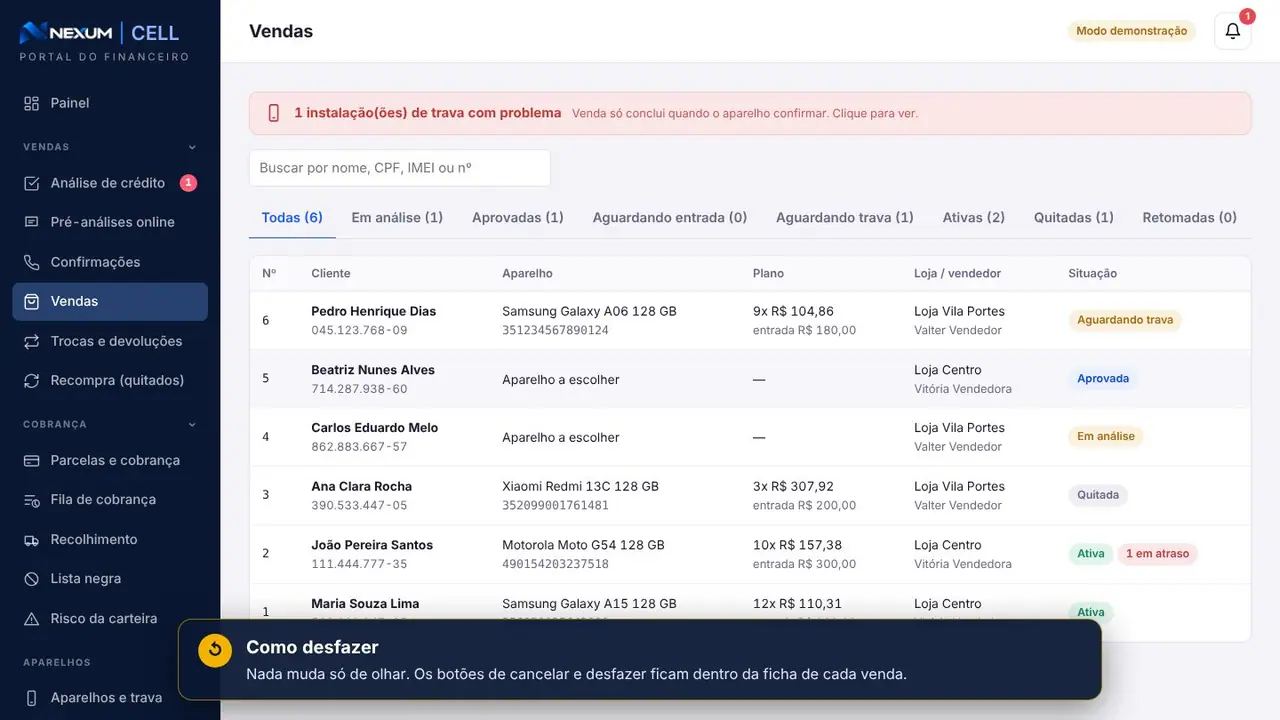 NEXUM | CELL
PORTAL DO FINANCEIRO
Painel
VENDAS
Análise de crédito 1
Pré-análises online
Confirmações
Vendas
Trocas e devoluções
Recompra (quitados)
COBRANÇA
Parcelas e cobrança
Fila de cobrança
Recolhimento
Lista negra
Risco da carteira
APARELHOS
Aparelhos e trava
Vendas
Modo demonstração
1
1 instalação(ões) de trava com problema Venda só conclui quando o aparelho confirmar. Clique para ver.
Buscar por nome, CPF, IMEI ou nº
Todas (6) Em análise (1) Aprovadas (1) Aguardando entrada (0) Aguardando trava (1) Ativas (2) Quitadas (1) Retomadas (0)
Nº Cliente Aparelho Plano Loja / vendedor Situação
6 Pedro Henrique Dias Samsung Galaxy A06 128 GB 9x R$ 104,86 Loja Vila Portes Aguardando trava
045.123.768-09 351234567890124 entrada R$ 180,00 Valter Vendedor
5 Beatriz Nunes Alves Aparelho a escolher — Loja Centro Aprovada
714.287.938-60 Vitória Vendedora
4 Carlos Eduardo Melo Aparelho a escolher — Loja Vila Portes Em análise
862.883.667-57 Valter Vendedor
3 Ana Clara Rocha Xiaomi Redmi 13C 128 GB 3x R$ 307,92 Loja Vila Portes Quitada
390.533.447-05 352099001761481 entrada R$ 200,00 Valter Vendedor
2 João Pereira Santos Motorola Moto G54 128 GB 10x R$ 157,38 Loja Centro Ativa 1 em atraso
111.444.777-35 490154203237518 entrada R$ 300,00 Vitória Vendedora
1 Maria Souza Lima Samsung Galaxy A15 128 GB 12x R$ 110,31 Loja Centro Ativa
Como desfazer
Nada muda só de olhar. Os botões de cancelar e desfazer ficam dentro da ficha de cada venda.